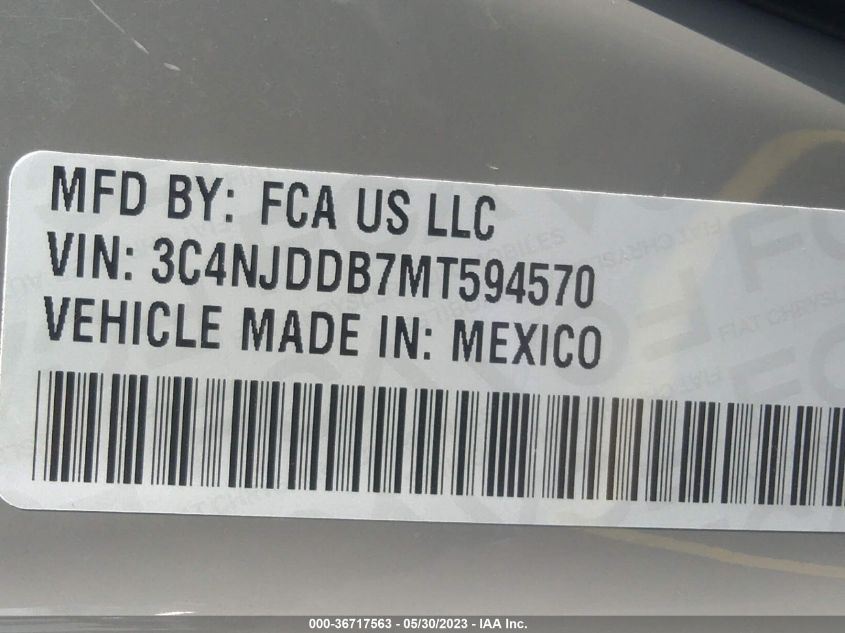 MFD BY: FCA US LLC
VIN: 3C4NJDDB7MT594570
VEHICLE MADE IN: MEXICO
000-36717563 - 05/30/2023 - IAA Inc.